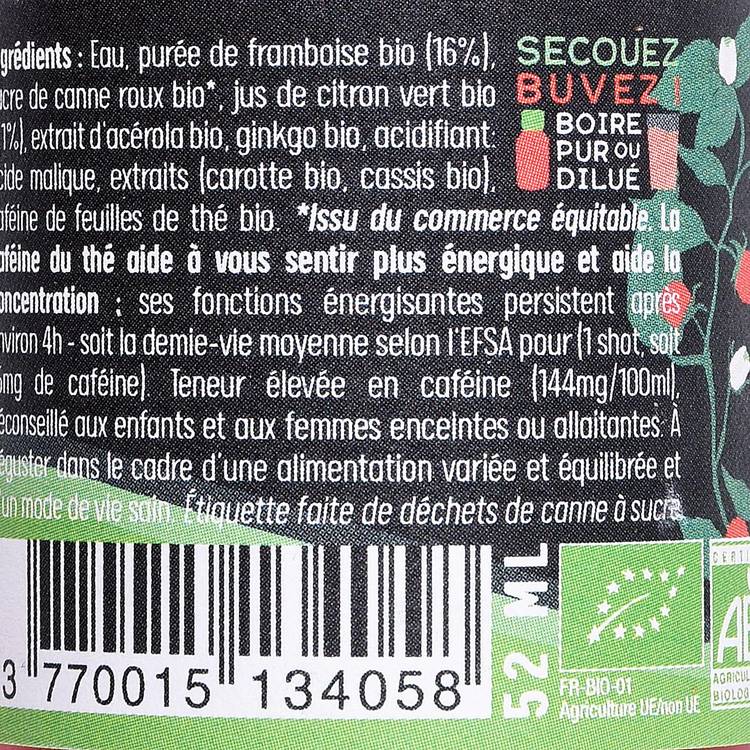 grédients : Eau, purée de framboise bio (16%),
ucre de canne roux bio*, jus de citron vert bio
1%), extrait d'acérola bio, ginkgo bio, acidifiant:
cide malique, extraits (carotte bio, cassis bio),
aféine de feuilles de thé bio. *Issu du commerce équitable. La
aféine du thé aide à vous sentir plus énergique et aide la
oncentration : ses fonctions énergisantes persistent après
nviron 4h - soit la demie-vie moyenne selon l'EFSA pour (1 shot, soit
5mg de caféine). Teneur élevée en caféine (144mg/100ml),
éconseillé aux enfants et aux femmes enceintes ou allaitantes. À
éguster dans le cadre d'une alimentation variée et équilibrée et
'un mode de vie sain. Étiquette faite de déchets de canne à sucre
SECOUEZ
BUVEZ !
BOIRE
PUR OU
DILUÉ
3 770015 134058
52 ML
FR-BIO-01
Agriculture UE/non UE
CERTI
AB
AGRICUL
BIOLOG